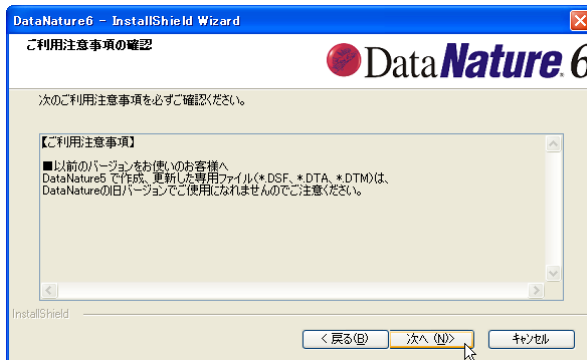 DataNature6 - InstallShield Wizard
ご利用注意事項の確認
Data Nature. 6
次のご利用注意事項を必ずご確認ください。
【ご利用注意事項】
■以前のバージョンをお使いのお客様へ
DataNature5 で作成、更新した専用ファイル(*.DSF、*.DTA、*.DTM)は、
DataNatureの旧バージョンでご使用になれませんのでご注意ください。
InstallShield
< 戻る(B)
次へ (N)>
キャンセル